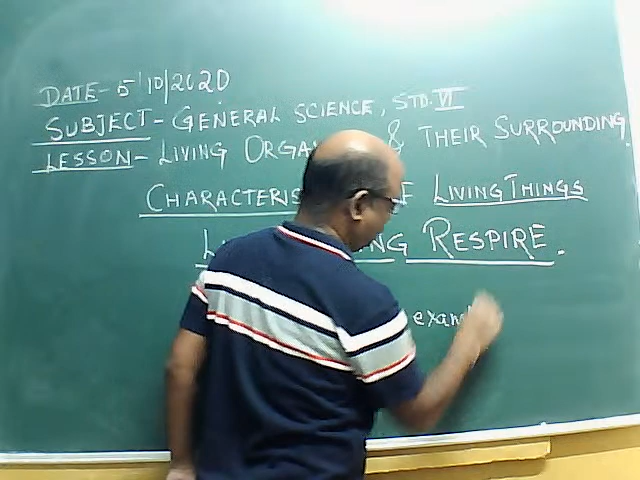 DATE- 5/10/2020
SUBJECT- GENERAL SCIENCE, STD. VI
LESSON- LIVING ORGA & THEIR SURROUNDING.
CHARACTERIS F LIVING THINGS
L NG RESPIRE.
exam